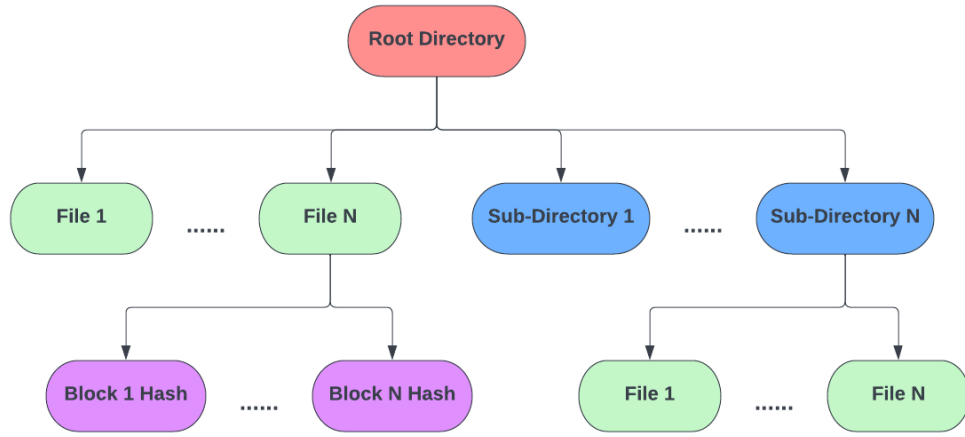 Root Directory
File 1
......
File N
Sub-Directory 1
......
Sub-Directory N
Block 1 Hash
......
Block N Hash
File 1
......
File N